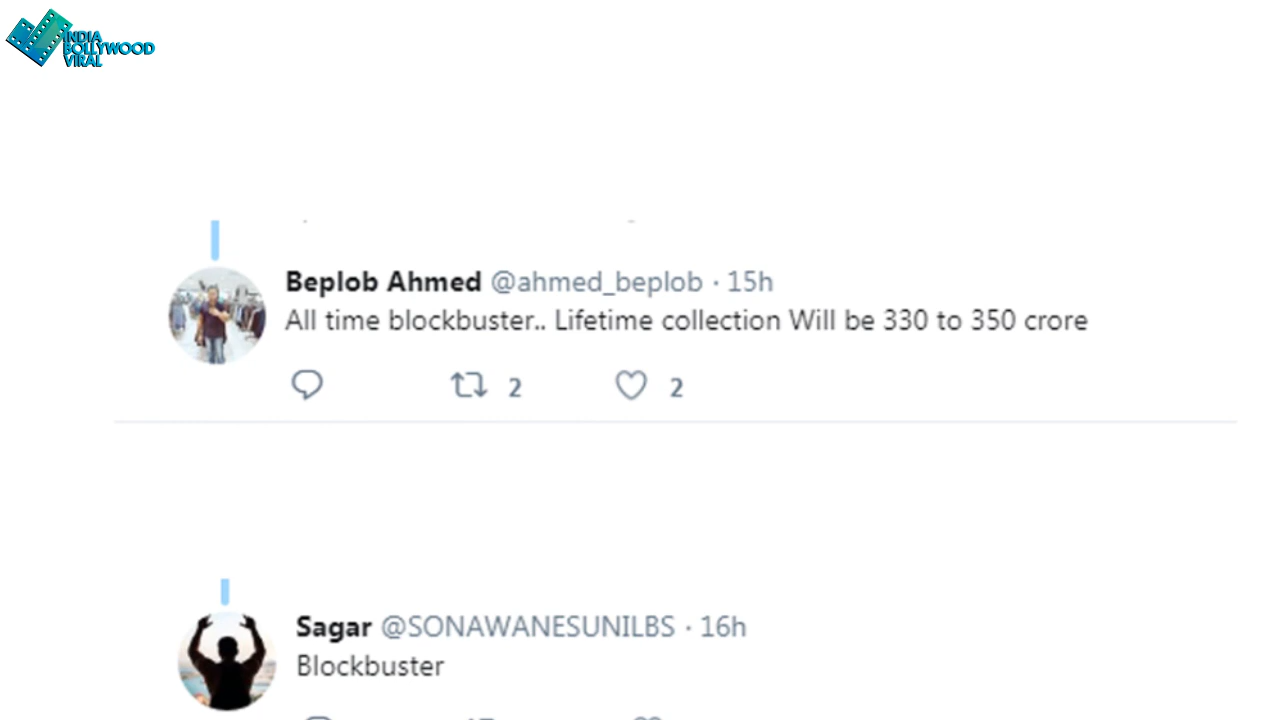 INDIA
BOLLYWOOD
VIRAL
Beplob Ahmed @ahmed_beplob · 15h
All time blockbuster.. Lifetime collection Will be 330 to 350 crore
2 2
Sagar @SONAWANESUNILBS · 16h
Blockbuster